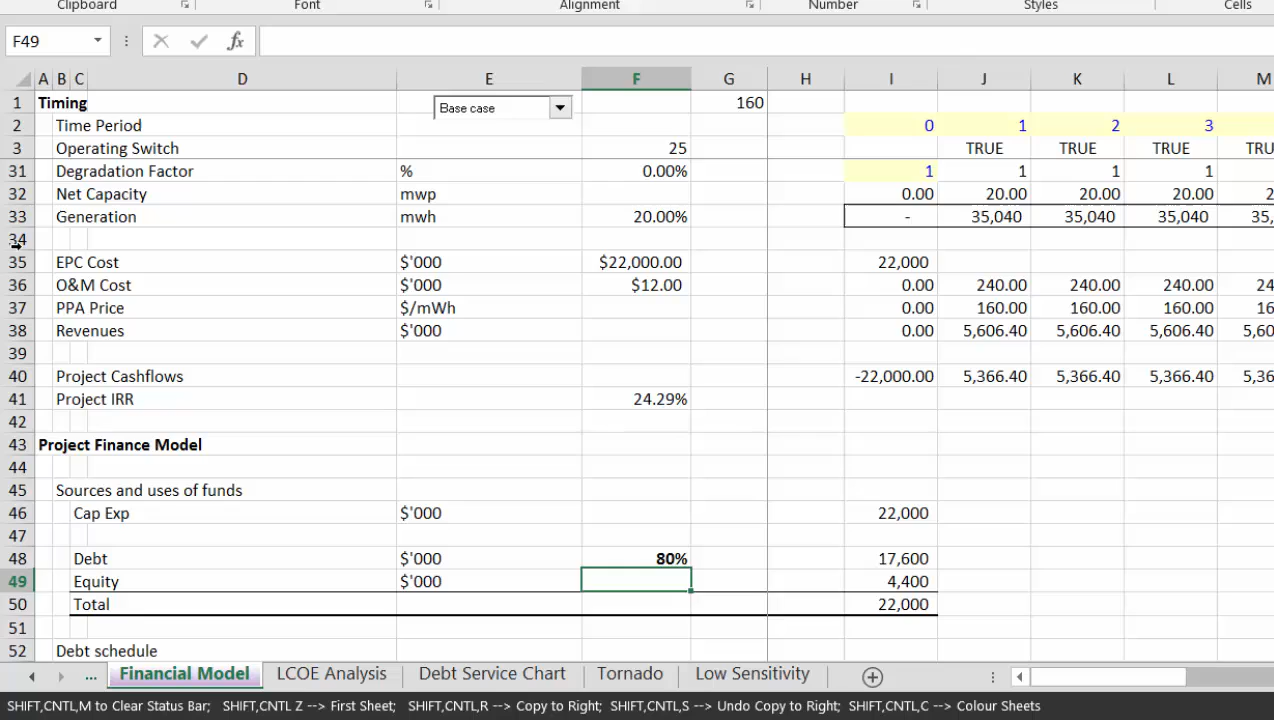 Clipboard Font Alignment Number Styles Cells
F49 fx
A B C D E F G H I J K L M
1 Timing Base case 160
2 Time Period 0 1 2 3
3 Operating Switch 25 TRUE TRUE TRUE TRU
31 Degradation Factor % 0.00% 1 1 1 1
32 Net Capacity mwp 0.00 20.00 20.00 20.00 2
33 Generation mwh 20.00% - 35,040 35,040 35,040 35,
34
35 EPC Cost $'000 $22,000.00 22,000
36 O&M Cost $'000 $12.00 0.00 240.00 240.00 240.00 24
37 PPA Price $/mWh 0.00 160.00 160.00 160.00 16
38 Revenues $'000 0.00 5,606.40 5,606.40 5,606.40 5,60
39
40 Project Cashflows -22,000.00 5,366.40 5,366.40 5,366.40 5,36
41 Project IRR 24.29%
42
43 Project Finance Model
44
45 Sources and uses of funds
46 Cap Exp $'000 22,000
47
48 Debt $'000 80% 17,600
49 Equity $'000 4,400
50 Total 22,000
51
52 Debt schedule
... Financial Model LCOE Analysis Debt Service Chart Tornado Low Sensitivity
SHIFT,CNTL,M to Clear Status Bar; SHIFT,CNTL Z --> First Sheet; SHIFT,CNTL,R --> Copy to Right; SHIFT,CNTL,S --> Undo Copy to Right; SHIFT,CNTL,C --> Colour Sheets